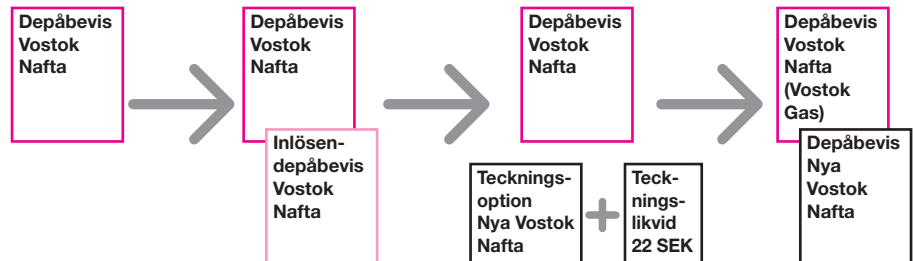 Depåbevis
Vostok
Nafta
Depåbevis
Vostok
Nafta
Inlösen-
depåbevis
Vostok
Nafta
Depåbevis
Vostok
Nafta
Tecknings-
option
Nya Vostok
Nafta
+
Teck-
nings-
likvid
22 SEK
Depåbevis
Vostok
Nafta
(Vostok
Gas)
Depåbevis
Nya
Vostok
Nafta